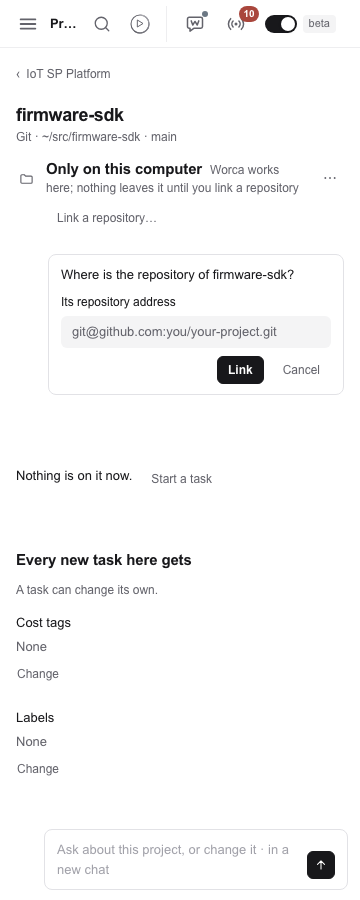 Pr...
10
beta
‹ IoT SP Platform
firmware-sdk
Git · ~/src/firmware-sdk · main
Only on this computer Worca works
here; nothing leaves it until you link a repository
Link a repository…
Where is the repository of firmware-sdk?
Its repository address
git@github.com:you/your-project.git
Link
Cancel
Nothing is on it now.
Start a task
Every new task here gets
A task can change its own.
Cost tags
None
Change
Labels
None
Change
Ask about this project, or change it · in a
new chat